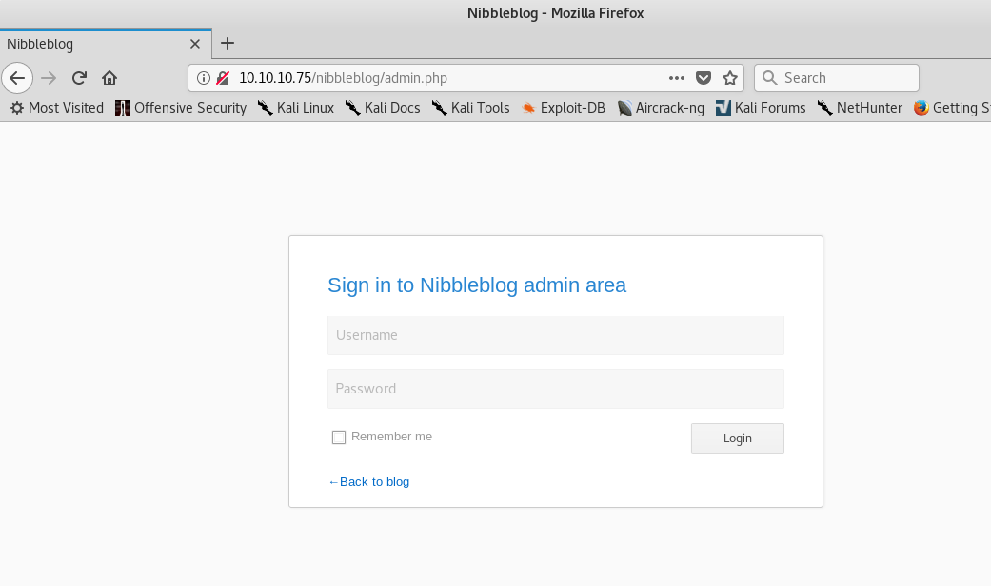 Nibbleblog - Mozilla Firefox
Nibbleblog
10.10.10.75/nibbleblog/admin.php
Search
Most Visited Offensive Security Kali Linux Kali Docs Kali Tools Exploit-DB Aircrack-ng Kali Forums NetHunter Getting S
Sign in to Nibbleblog admin area
Username
Password
Remember me
Login
←Back to blog